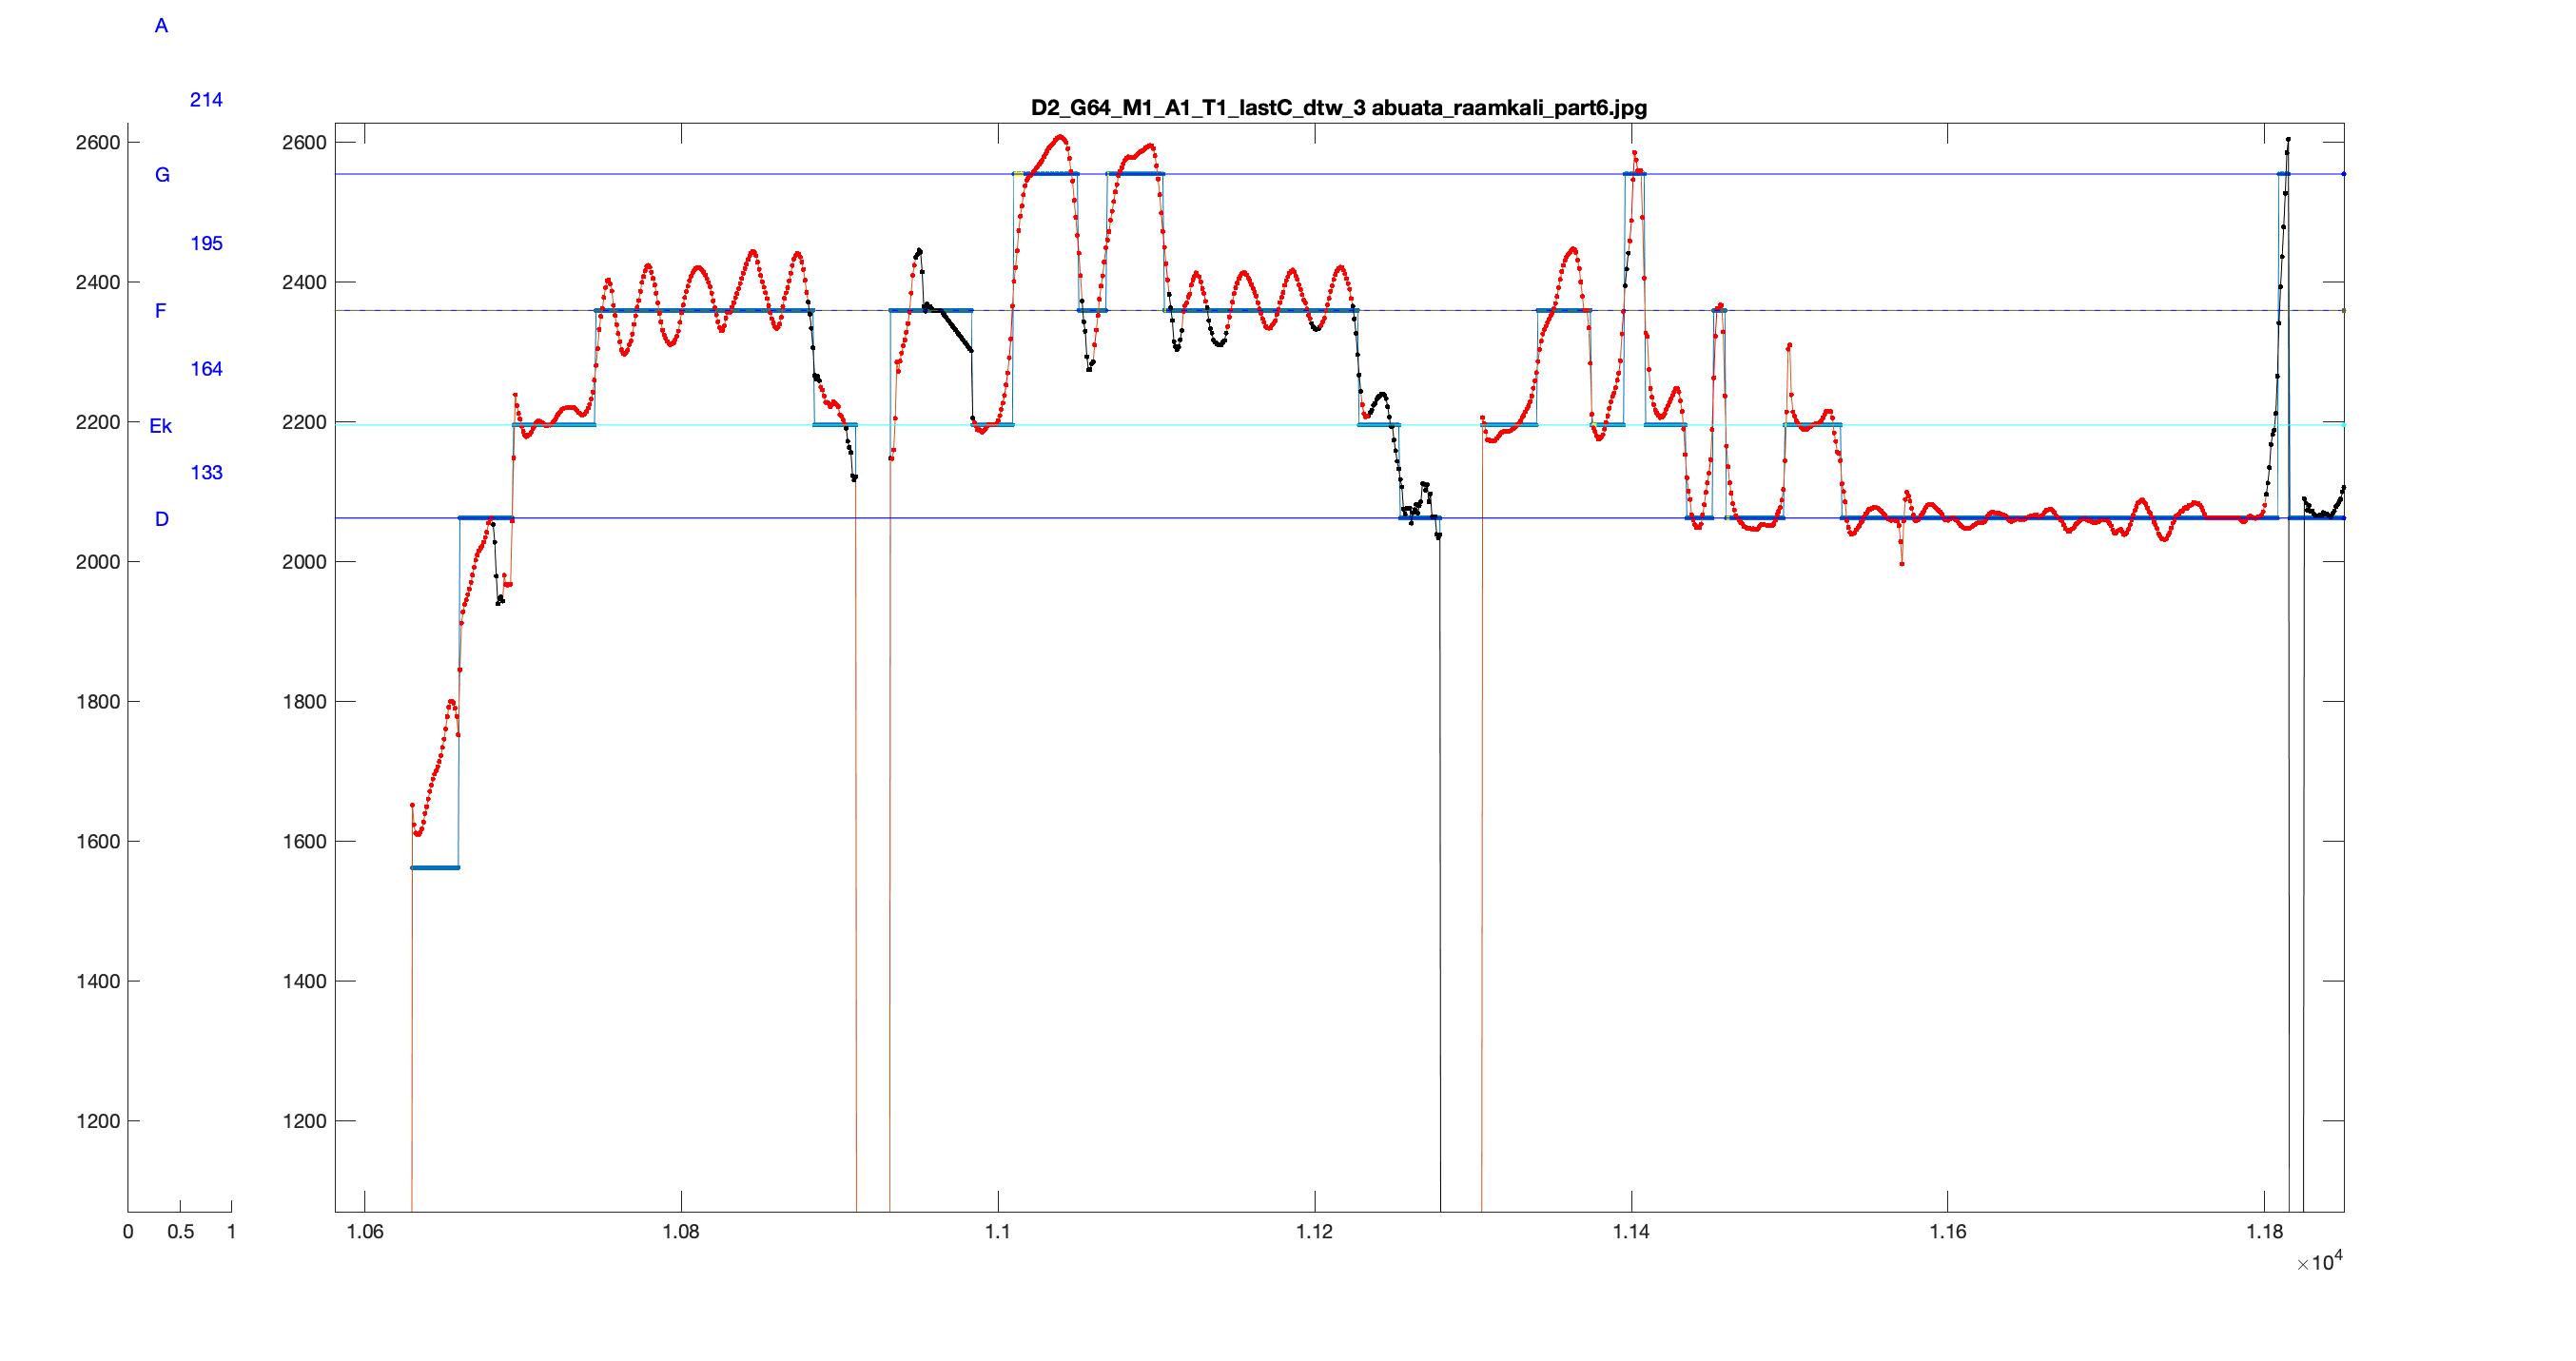 A
214
D2_G64_M1_A1_T1_lastC_dtw_3 abuata_raamkali_part6.jpg
2600 2600
G
195
2400 2400
F
164
2200 Ek 2200
133
D
2000 2000
1800 1800
1600 1600
1400 1400
1200 1200
0 0.5 1 1.06 1.08 1.1 1.12 1.14 1.16 1.18
×10⁴